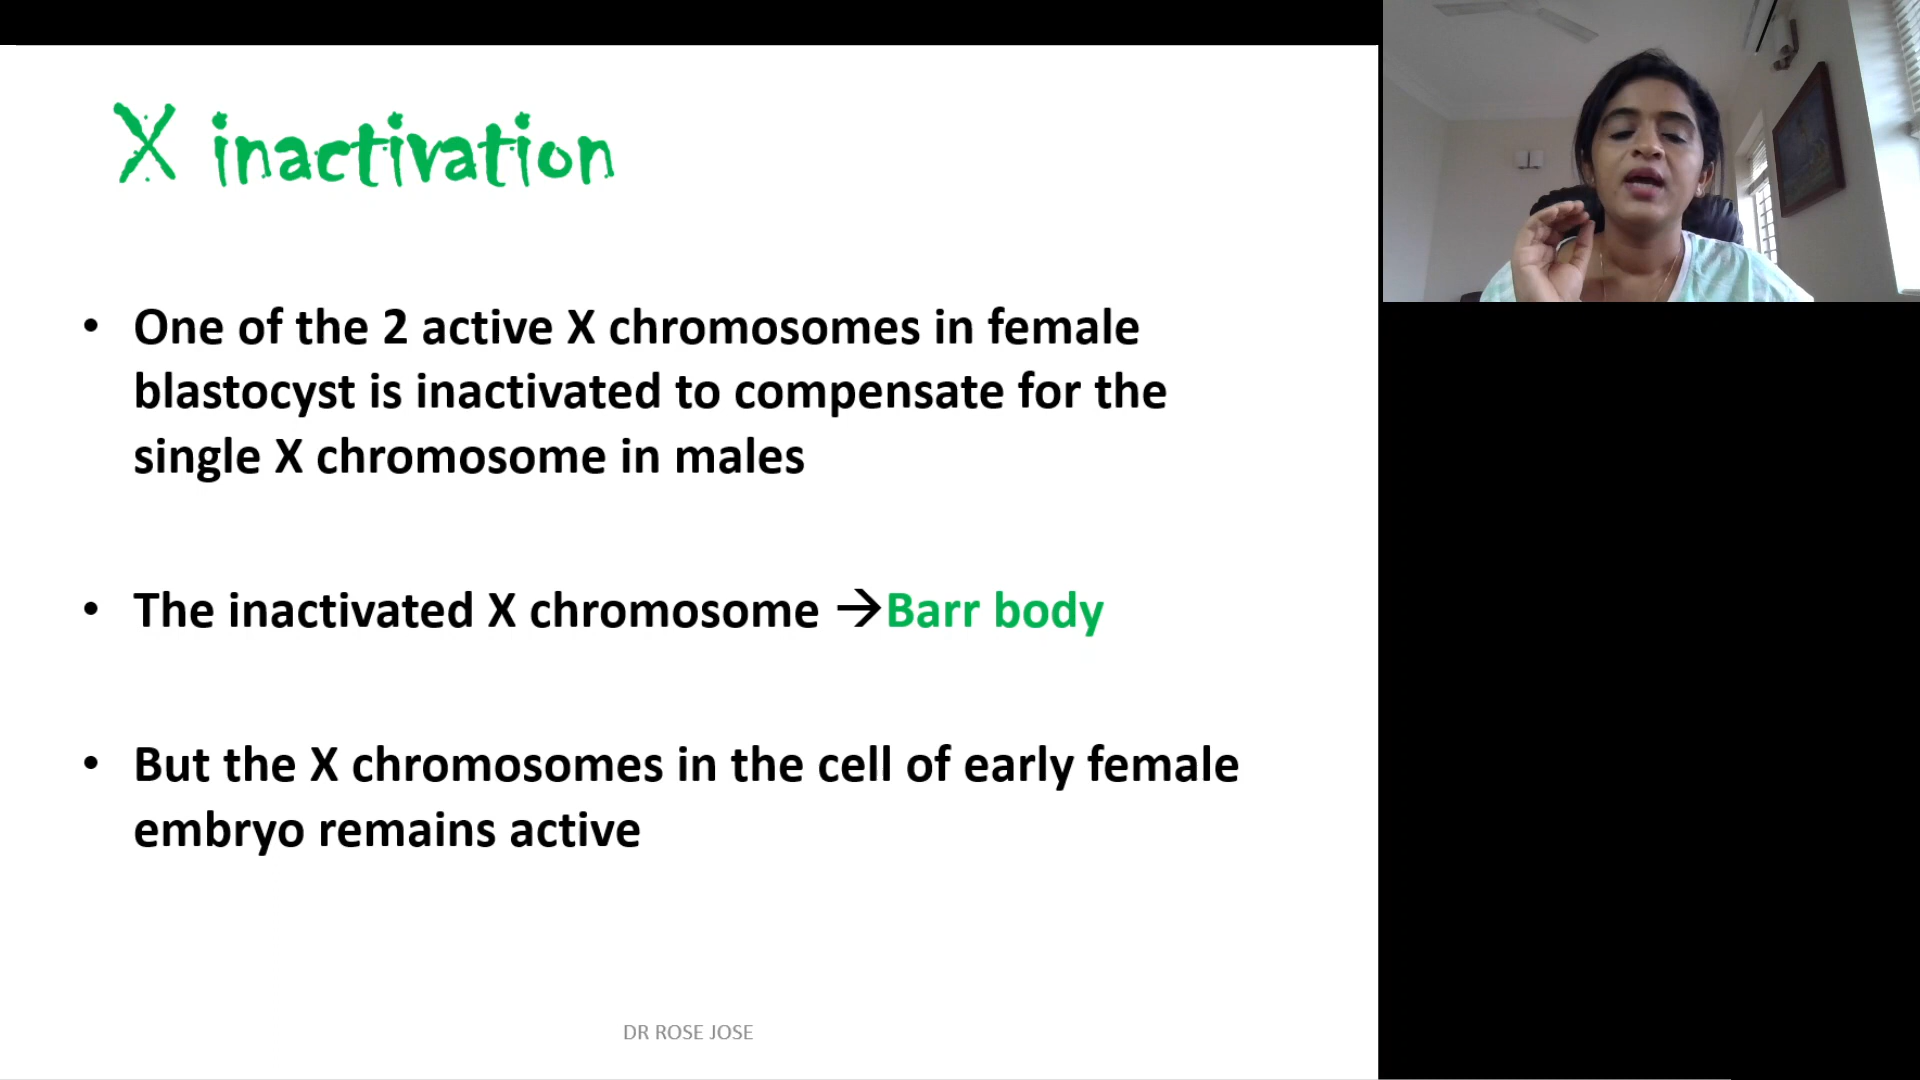 X inactivation
• One of the 2 active X chromosomes in female
blastocyst is inactivated to compensate for the
single X chromosome in males
• The inactivated X chromosome →Barr body
• But the X chromosomes in the cell of early female
embryo remains active
DR ROSE JOSE